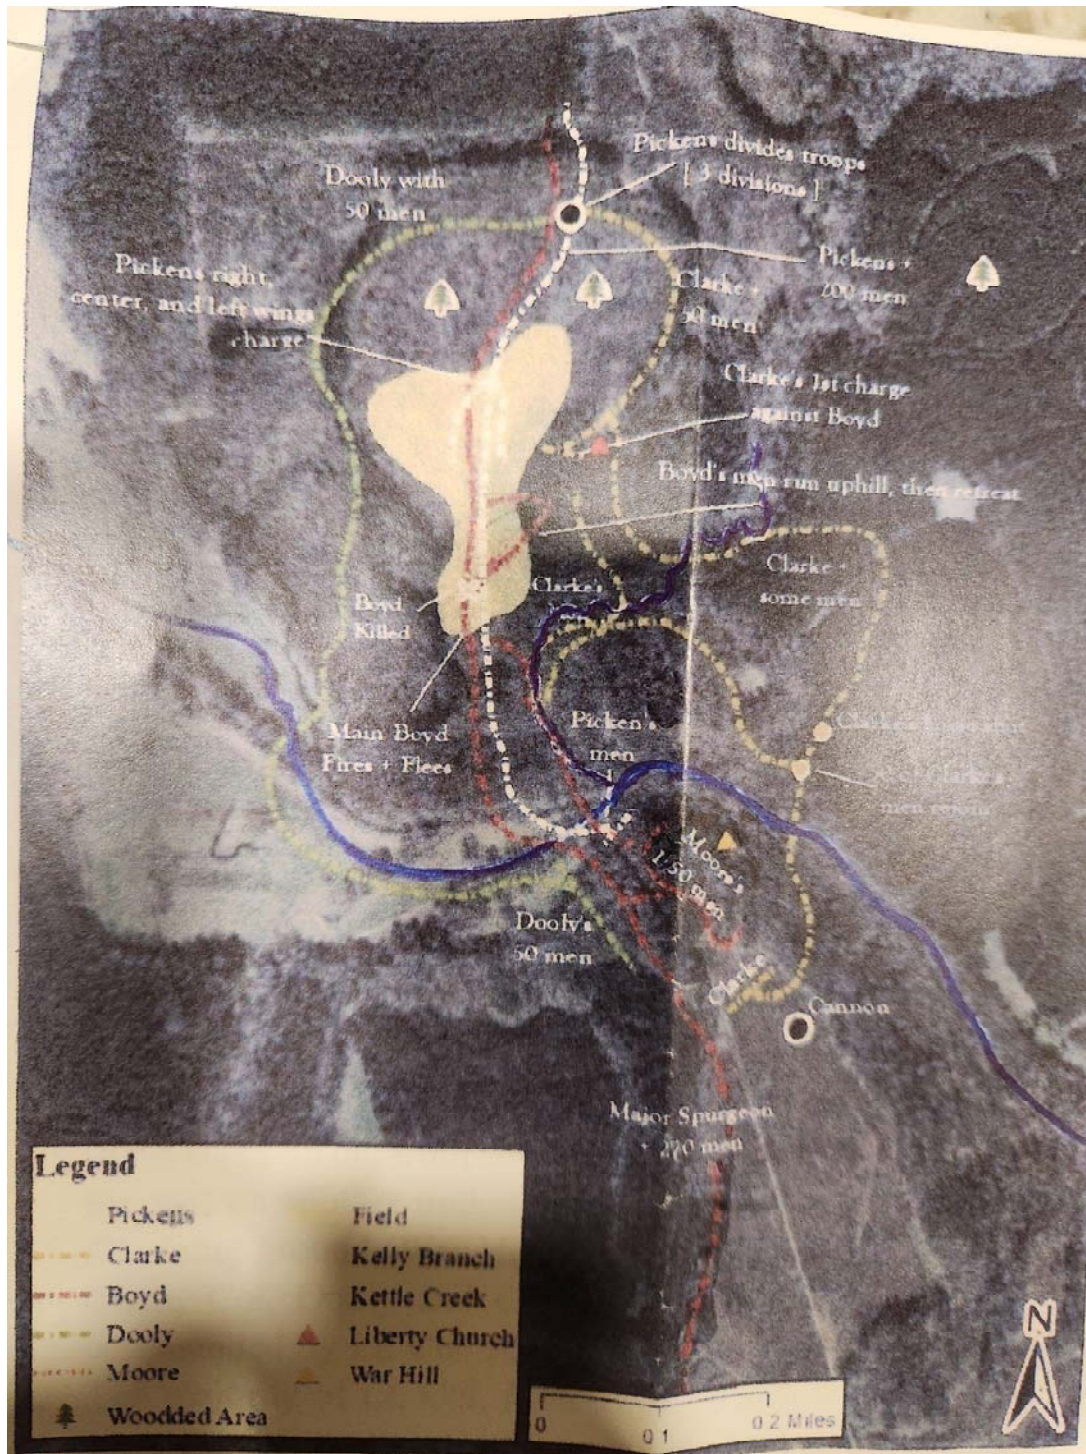 Pickens divides troops
[ 3 divisions ]
Dooly with
50 men
Pickens +
200 men
Pickens right,
center, and left wings
charge
Clarke +
50 men
Clarke's 1st charge
against Boyd
Boyd's men run uphill, then retreat
Clarke +
some men
Clarke's
men
Boyd
Killed
Main Boyd
Fires + Flees
Picken's
men
Moore's
150 men
Dooly's
50 men
Clarke
Cannon
Major Spurgeon
+ 270 men
Legend
Pickens
Clarke
Boyd
Dooly
Moore
Woodded Area
Field
Kelly Branch
Kettle Creek
Liberty Church
War Hill
0
0.1
0.2 Miles
N